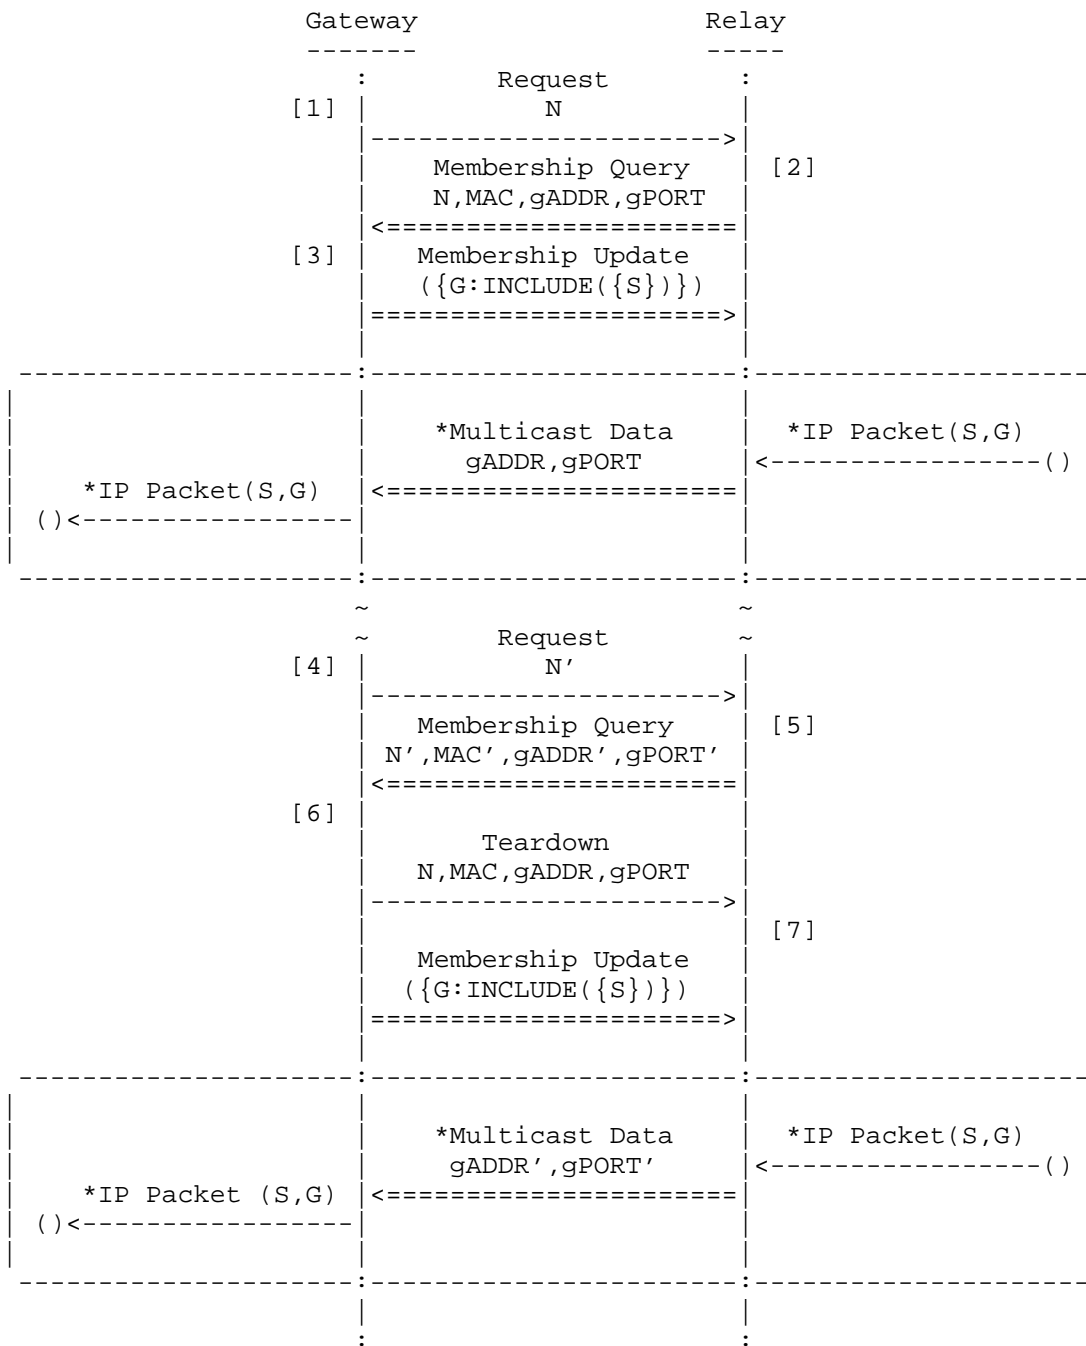 Gateway Relay
------- -----
: Request :
[1] | N |
|---------------------->|
| Membership Query | [2]
| N,MAC,gADDR,gPORT |
|<======================|
[3] | Membership Update |
| ({G:INCLUDE({S})}) |
|======================>|
| |
---------------------:-----------------------:---------------------
| | |
| | *Multicast Data | *IP Packet(S,G)
| | gADDR,gPORT |<-----------------()
| *IP Packet(S,G) |<======================|
| ()<-----------------| |
| | |
---------------------:-----------------------:---------------------
~ ~
~ Request ~
[4] | N’ |
|---------------------->|
| Membership Query | [5]
| N’,MAC’,gADDR’,gPORT’ |
|<======================|
[6] | |
| Teardown |
| N,MAC,gADDR,gPORT |
|---------------------->|
| | [7]
| Membership Update |
| ({G:INCLUDE({S})}) |
|======================>|
| |
---------------------:-----------------------:---------------------
| | |
| | *Multicast Data | *IP Packet(S,G)
| | gADDR’,gPORT’ |<-----------------()
| *IP Packet (S,G) |<======================|
| ()<-----------------| |
| | |
---------------------:-----------------------:---------------------
| |
: :